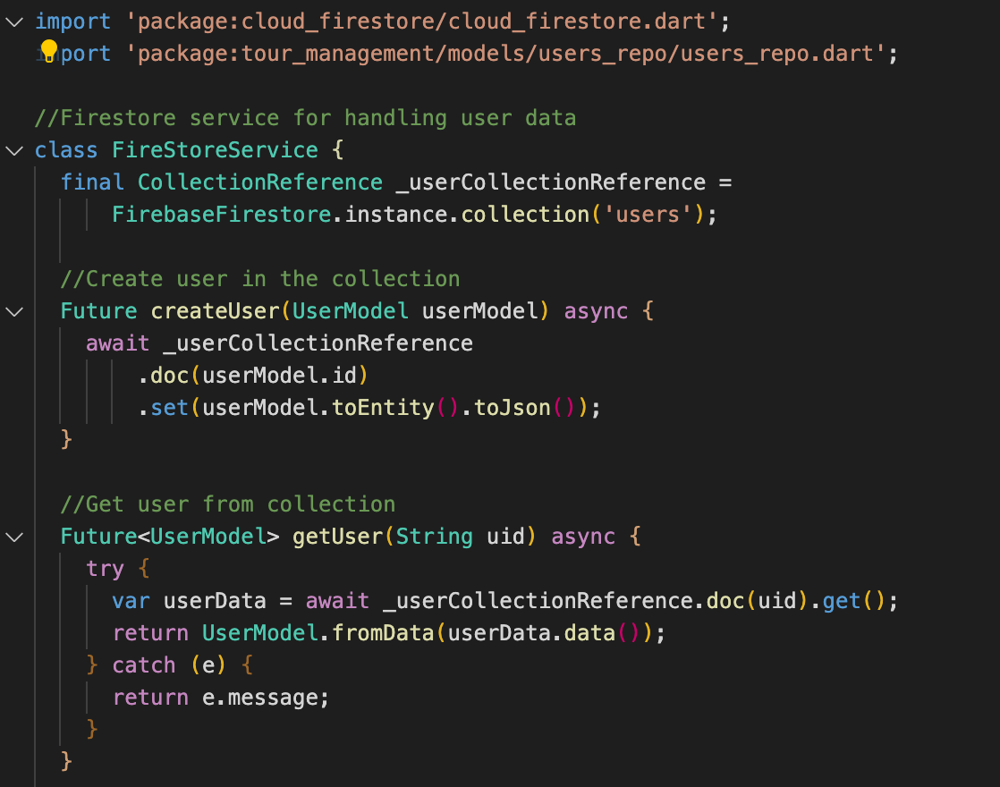 import 'package:cloud_firestore/cloud_firestore.dart';
import 'package:tour_management/models/users_repo/users_repo.dart';
//Firestore service for handling user data
class FireStoreService {
final CollectionReference _userCollectionReference =
FirebaseFirestore.instance.collection('users');
//Create user in the collection
Future createUser(UserModel userModel) async {
await _userCollectionReference
.doc(userModel.id)
.set(userModel.toEntity().toJson());
}
//Get user from collection
Future<UserModel> getUser(String uid) async {
try {
var userData = await _userCollectionReference.doc(uid).get();
return UserModel.fromData(userData.data());
} catch (e) {
return e.message;
}
}